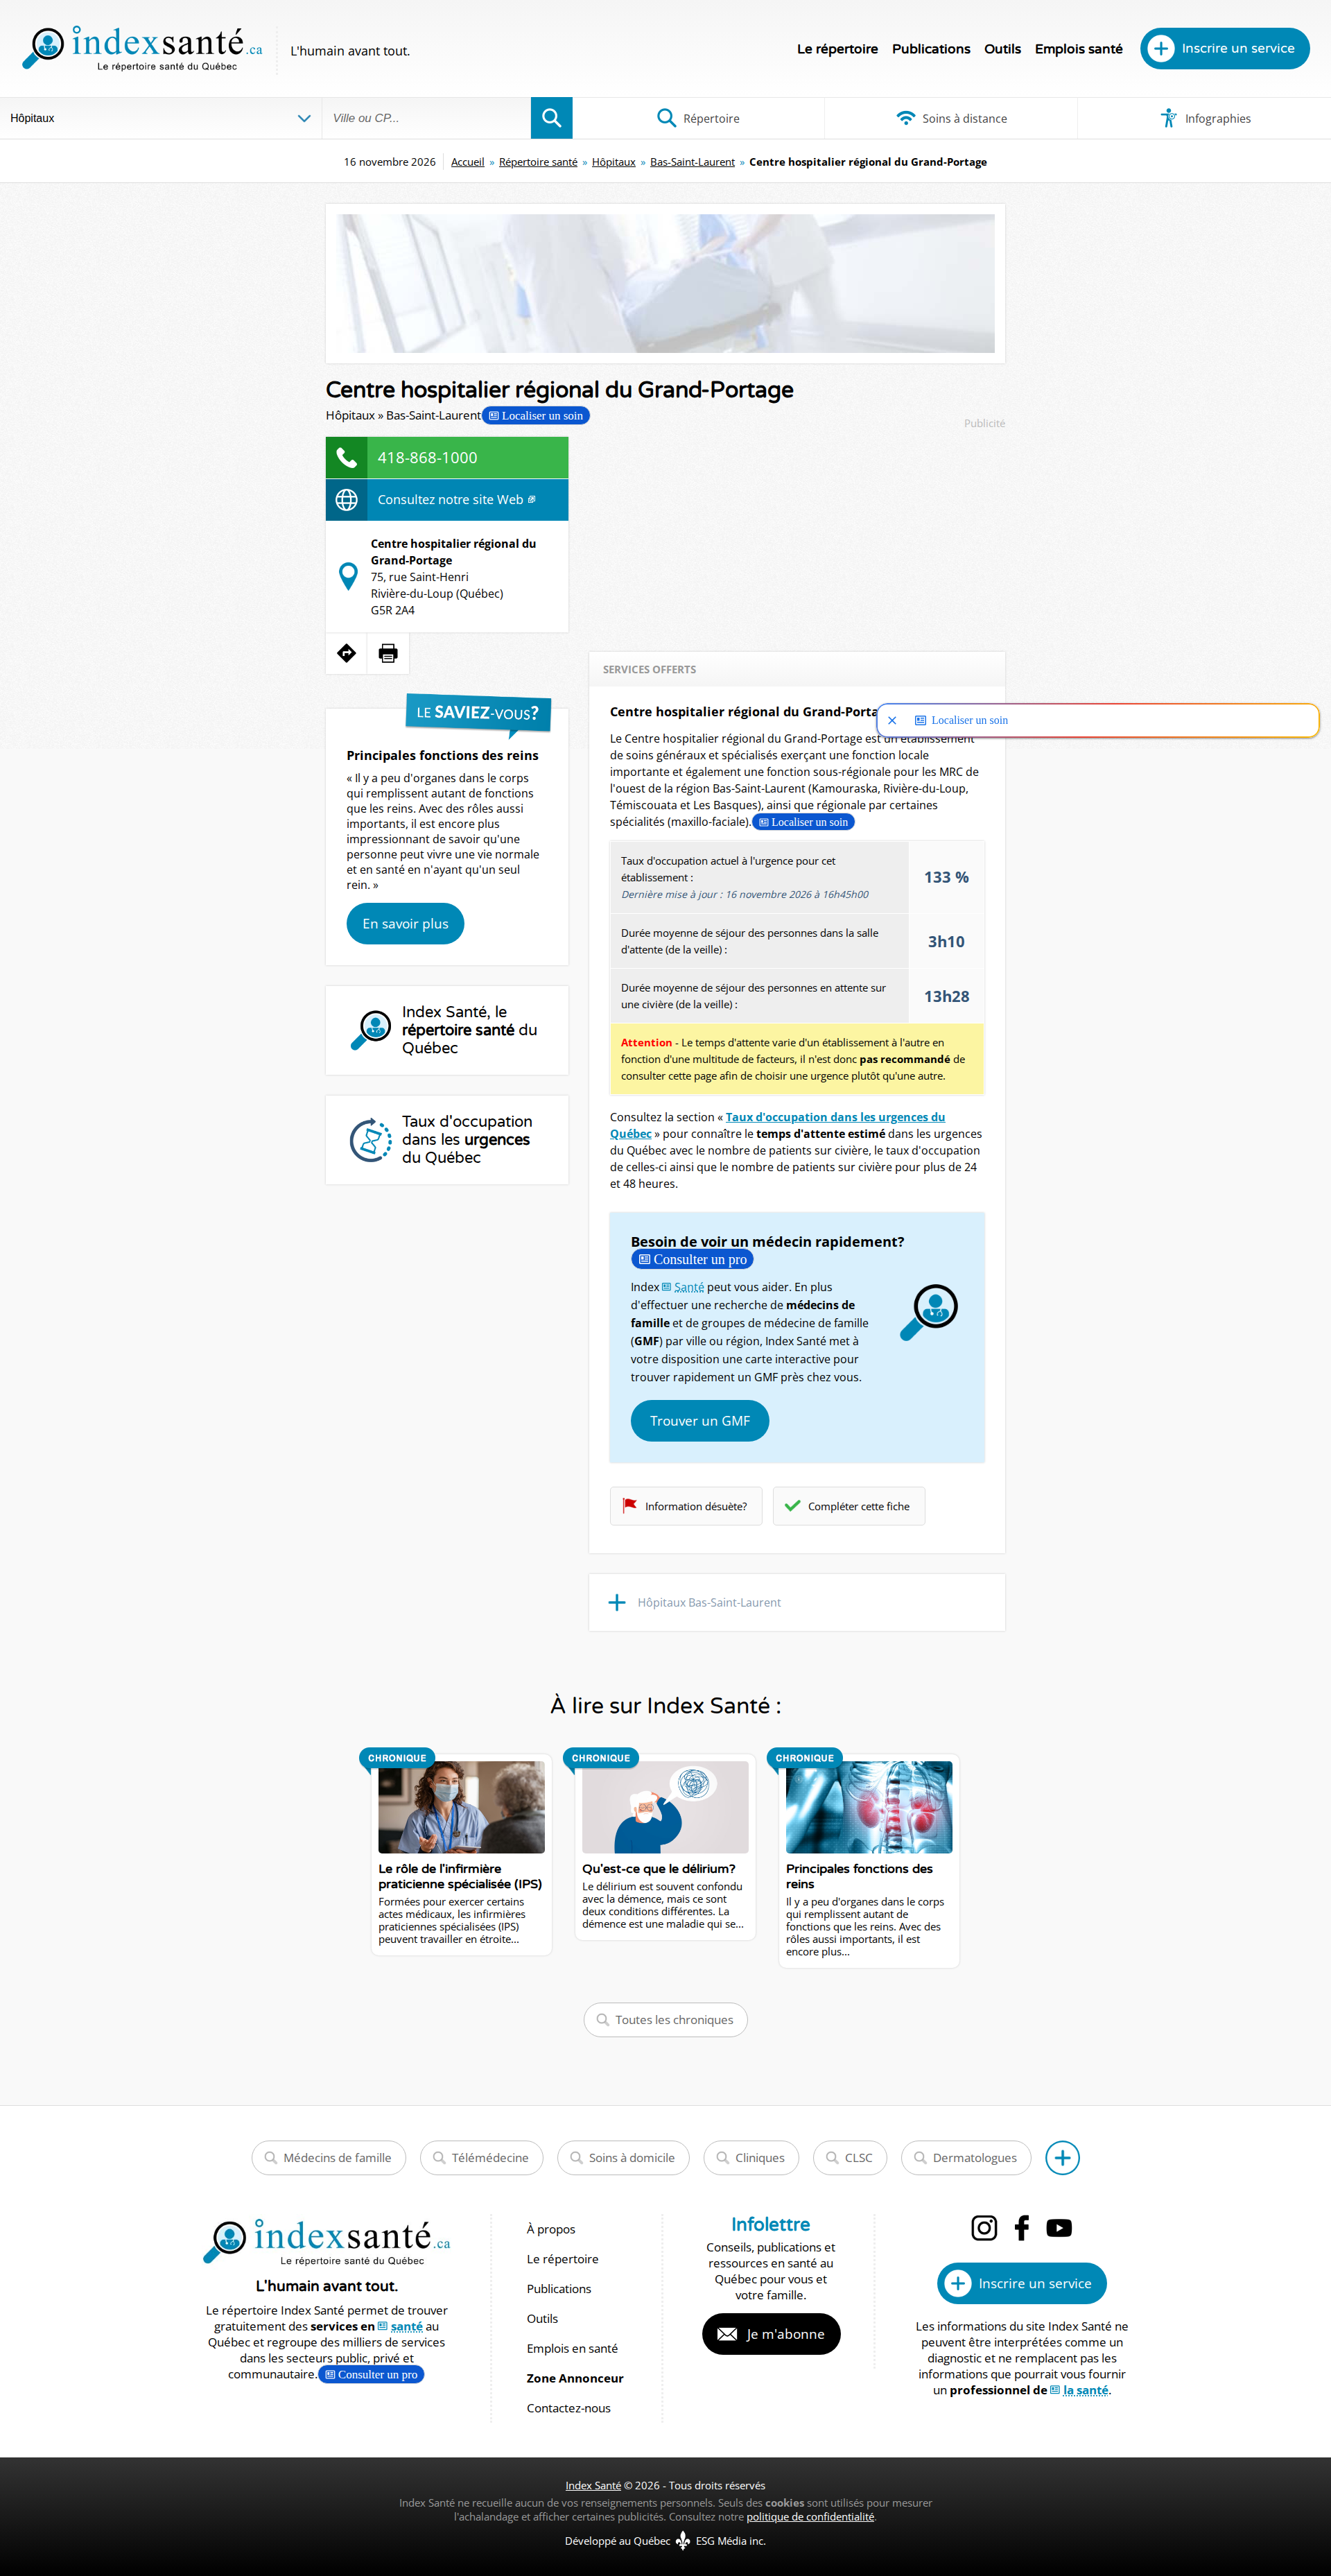 indexsanté.ca
Le répertoire santé du Québec
L'humain avant tout.
Le répertoire
Publications
Outils
Emplois santé
Inscrire un service
Hôpitaux
Ville ou CP...
Répertoire
Soins à distance
Infographies
16 novembre 2026
Accueil » Répertoire santé » Hôpitaux » Bas-Saint-Laurent » Centre hospitalier régional du Grand-Portage
Centre hospitalier régional du Grand-Portage
Hôpitaux » Bas-Saint-Laurent Localiser un soin
Publicité
418-868-1000
Consultez notre site Web
Centre hospitalier régional du
Grand-Portage
75, rue Saint-Henri
Rivière-du-Loup (Québec)
G5R 2A4
LE SAVIEZ-VOUS?
Principales fonctions des reins
« Il y a peu d'organes dans le corps
qui remplissent autant de fonctions
que les reins. Avec des rôles aussi
importants, il est encore plus
impressionnant de savoir qu'une
personne peut vivre une vie normale
et en santé en n'ayant qu'un seul
rein. »
En savoir plus
Index Santé, le
répertoire santé du
Québec
Taux d'occupation
dans les urgences
du Québec
SERVICES OFFERTS
Centre hospitalier régional du Grand-Porta
Localiser un soin
Le Centre hospitalier régional du Grand-Portage est un établissement
de soins généraux et spécialisés exerçant une fonction locale
importante et également une fonction sous-régionale pour les MRC de
l'ouest de la région Bas-Saint-Laurent (Kamouraska, Rivière-du-Loup,
Témiscouata et Les Basques), ainsi que régionale par certaines
spécialités (maxillo-faciale). Localiser un soin
Taux d'occupation actuel à l'urgence pour cet
établissement :
Dernière mise à jour : 16 novembre 2026 à 16h45h00
133 %
Durée moyenne de séjour des personnes dans la salle
d'attente (de la veille) :
3h10
Durée moyenne de séjour des personnes en attente sur
une civière (de la veille) :
13h28
Attention - Le temps d'attente varie d'un établissement à l'autre en
fonction d'une multitude de facteurs, il n'est donc pas recommandé de
consulter cette page afin de choisir une urgence plutôt qu'une autre.
Consultez la section « Taux d'occupation dans les urgences du
Québec » pour connaître le temps d'attente estimé dans les urgences
du Québec avec le nombre de patients sur civière, le taux d'occupation
de celles-ci ainsi que le nombre de patients sur civière pour plus de 24
et 48 heures.
Besoin de voir un médecin rapidement?
Consulter un pro
Index Santé peut vous aider. En plus
d'effectuer une recherche de médecins de
famille et de groupes de médecine de famille
(GMF) par ville ou région, Index Santé met à
votre disposition une carte interactive pour
trouver rapidement un GMF près chez vous.
Trouver un GMF
Information désuète?
Compléter cette fiche
Hôpitaux Bas-Saint-Laurent
À lire sur Index Santé :
CHRONIQUE
Le rôle de l'infirmière
praticienne spécialisée (IPS)
Formées pour exercer certains
actes médicaux, les infirmières
praticiennes spécialisées (IPS)
peuvent travailler en étroite...
CHRONIQUE
Qu'est-ce que le délirium?
Le délirium est souvent confondu
avec la démence, mais ce sont
deux conditions différentes. La
démence est une maladie qui se...
CHRONIQUE
Principales fonctions des
reins
Il y a peu d'organes dans le corps
qui remplissent autant de
fonctions que les reins. Avec des
rôles aussi importants, il est
encore plus...
Toutes les chroniques
Médecins de famille
Télémédecine
Soins à domicile
Cliniques
CLSC
Dermatologues
indexsanté.ca
Le répertoire santé du Québec
L'humain avant tout.
Le répertoire Index Santé permet de trouver
gratuitement des services en santé au
Québec et regroupe des milliers de services
dans les secteurs public, privé et
communautaire. Consulter un pro
À propos
Le répertoire
Publications
Outils
Emplois en santé
Zone Annonceur
Contactez-nous
Infolettre
Conseils, publications et
ressources en santé au
Québec pour vous et
votre famille.
Je m'abonne
Inscrire un service
Les informations du site Index Santé ne
peuvent être interprétées comme un
diagnostic et ne remplacent pas les
informations que pourrait vous fournir
un professionnel de la santé.
Index Santé © 2026 - Tous droits réservés
Index Santé ne recueille aucun de vos renseignements personnels. Seuls des cookies sont utilisés pour mesurer
l'achalandage et afficher certaines publicités. Consultez notre politique de confidentialité.
Développé au Québec ESG Média inc.